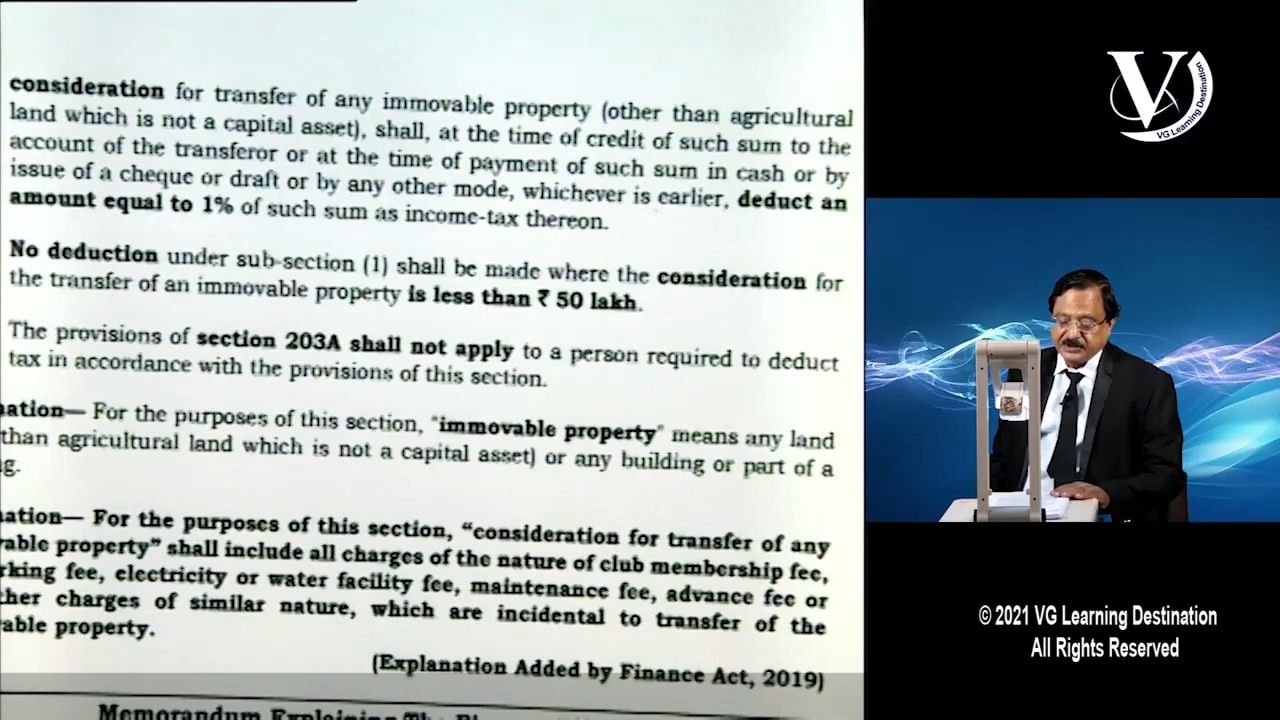 consideration for transfer of any immovable property (other than agricultural
land which is not a capital asset), shall, at the time of credit of such sum to the
account of the transferor or at the time of payment of such sum in cash or by
issue of a cheque or draft or by any other mode, whichever is earlier, deduct an
amount equal to 1% of such sum as income-tax thereon.
No deduction under sub-section (1) shall be made where the consideration for
the transfer of an immovable property is less than ₹ 50 lakh.
The provisions of section 203A shall not apply to a person required to deduct
tax in accordance with the provisions of this section.
nation— For the purposes of this section, "immovable property" means any land
than agricultural land which is not a capital asset) or any building or part of a
g.
nation— For the purposes of this section, “consideration for transfer of any
able property” shall include all charges of the nature of club membership fee,
rking fee, electricity or water facility fee, maintenance fee, advance fee or
her charges of similar nature, which are incidental to transfer of the
able property.
(Explanation Added by Finance Act, 2019)
Memorandum Explaining The
V
VG Learning Destination
© 2021 VG Learning Destination
All Rights Reserved